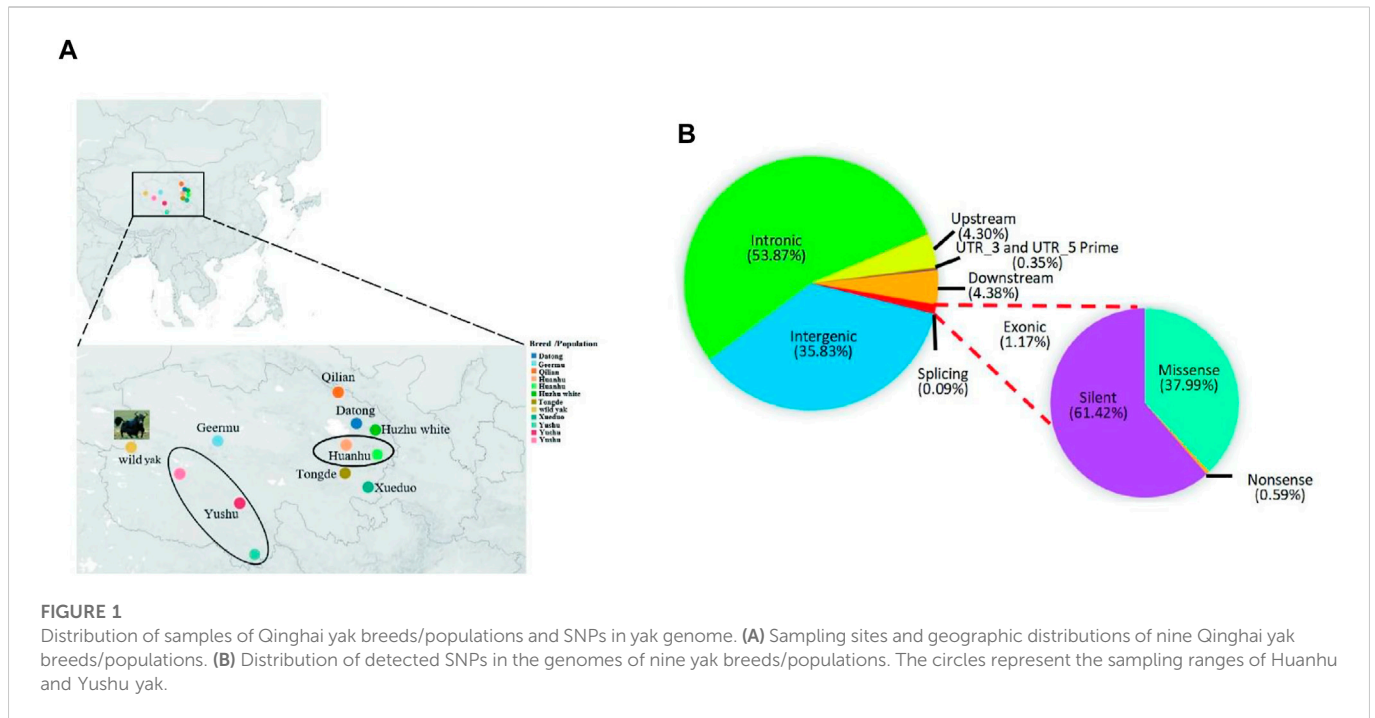 A
Breed /Population
Datong
Geermu
Qilian
Huanhu
Huanhu
Huzhu white
Tongde
wild yak
Xueduo
Yushu
Yushu
Yushu
Qilian
Datong
Huzhu white
Geermu
wild yak
Huanhu
Tongde
Xueduo
Yushu
B
Intronic
(53.87%)
Upstream
(4.30%)
UTR_3 and UTR_5 Prime
(0.35%)
Downstream
(4.38%)
Intergenic
(35.83%)
Exonic
(1.17%)
Splicing
(0.09%)
Missense
(37.99%)
Silent
(61.42%)
Nonsense
(0.59%)
FIGURE 1
Distribution of samples of Qinghai yak breeds/populations and SNPs in yak genome. (A) Sampling sites and geographic distributions of nine Qinghai yak
breeds/populations. (B) Distribution of detected SNPs in the genomes of nine yak breeds/populations. The circles represent the sampling ranges of Huanhu
and Yushu yak.